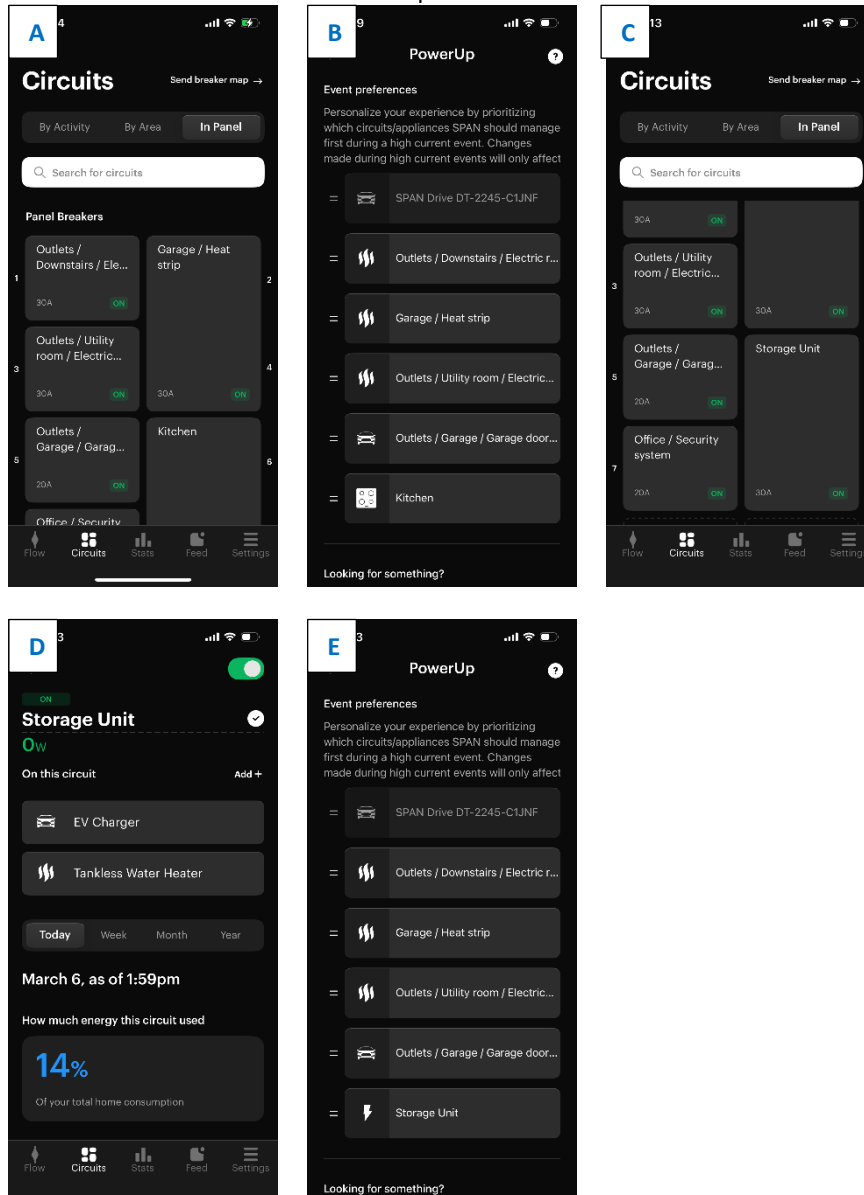 A
4
Circuits
Send breaker map →
By Activity By Area In Panel
Search for circuits
Panel Breakers
Outlets /
Downstairs / Ele...
30A ON
1
Garage / Heat
strip
2
Outlets / Utility
room / Electric...
30A ON
3
30A ON
4
Outlets /
Garage / Garag...
20A ON
5
Kitchen
6
Office / Security
Flow Circuits Stats Feed Settings
B
9
PowerUp
?
Event preferences
Personalize your experience by prioritizing
which circuits/appliances SPAN should manage
first during a high current event. Changes
made during high current events will only affect
SPAN Drive DT-2245-C1JNF
Outlets / Downstairs / Electric r...
Garage / Heat strip
Outlets / Utility room / Electric...
Outlets / Garage / Garage door...
Kitchen
Looking for something?
C
13
Circuits
Send breaker map →
By Activity By Area In Panel
Search for circuits
30A ON
Outlets / Utility
room / Electric...
3
30A ON
30A ON
Outlets /
Garage / Garag...
5
20A ON
Storage Unit
Office / Security
system
7
20A ON
30A ON
Flow Circuits Stats Feed Setting
D
3
ON
Storage Unit
0W
On this circuit Add +
EV Charger
Tankless Water Heater
Today Week Month Year
March 6, as of 1:59pm
How much energy this circuit used
14%
Of your total home consumption
Flow Circuits Stats Feed Settings
E
3
PowerUp
?
Event preferences
Personalize your experience by prioritizing
which circuits/appliances SPAN should manage
first during a high current event. Changes
made during high current events will only affect
SPAN Drive DT-2245-C1JNF
Outlets / Downstairs / Electric r...
Garage / Heat strip
Outlets / Utility room / Electric...
Outlets / Garage / Garage door...
Storage Unit
Looking for something?